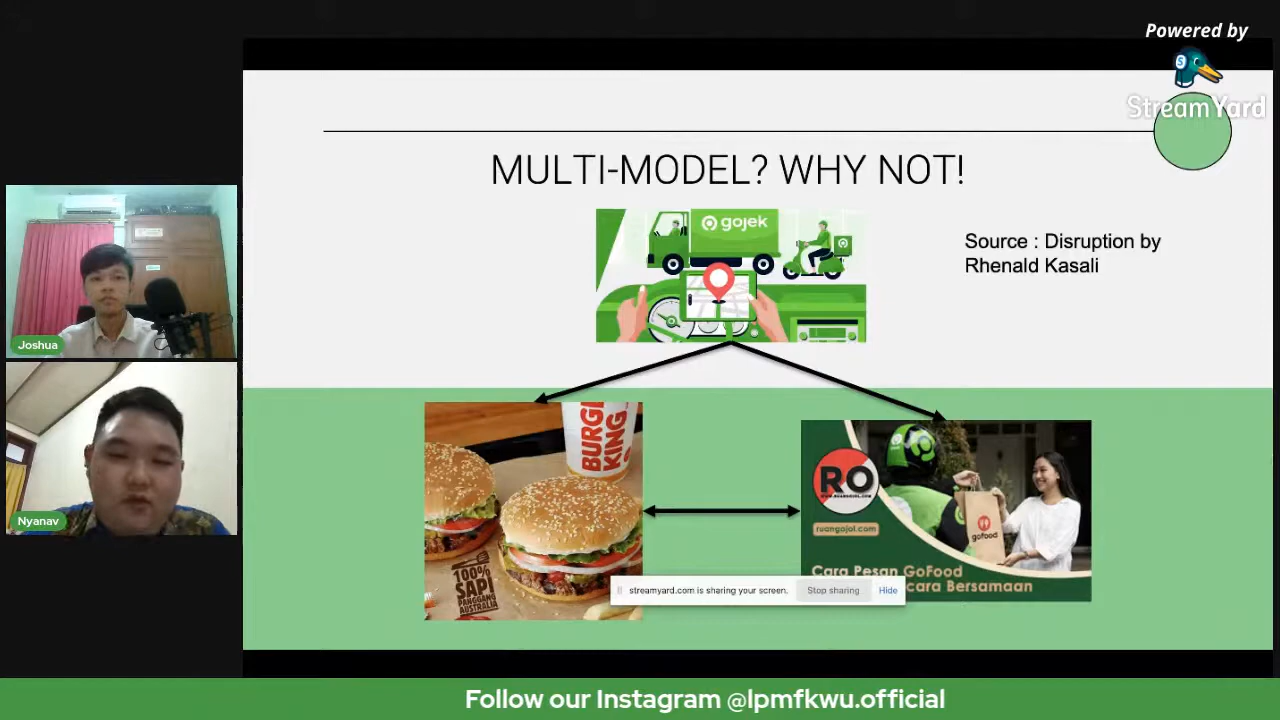 Powered by
StreamYard
MULTI-MODEL? WHY NOT!
gojek
Source : Disruption by
Rhenald Kasali
Joshua
Nyanav
BURGER
KING
100%
SAPI
PANGGANG
AUSTRALIA
RO
ruangojol.com
gofood
Cara Pesan GoFood
cara Bersamaan
streamyard.com is sharing your screen.
Stop sharing
Hide
Follow our Instagram @lpmfkwu.official